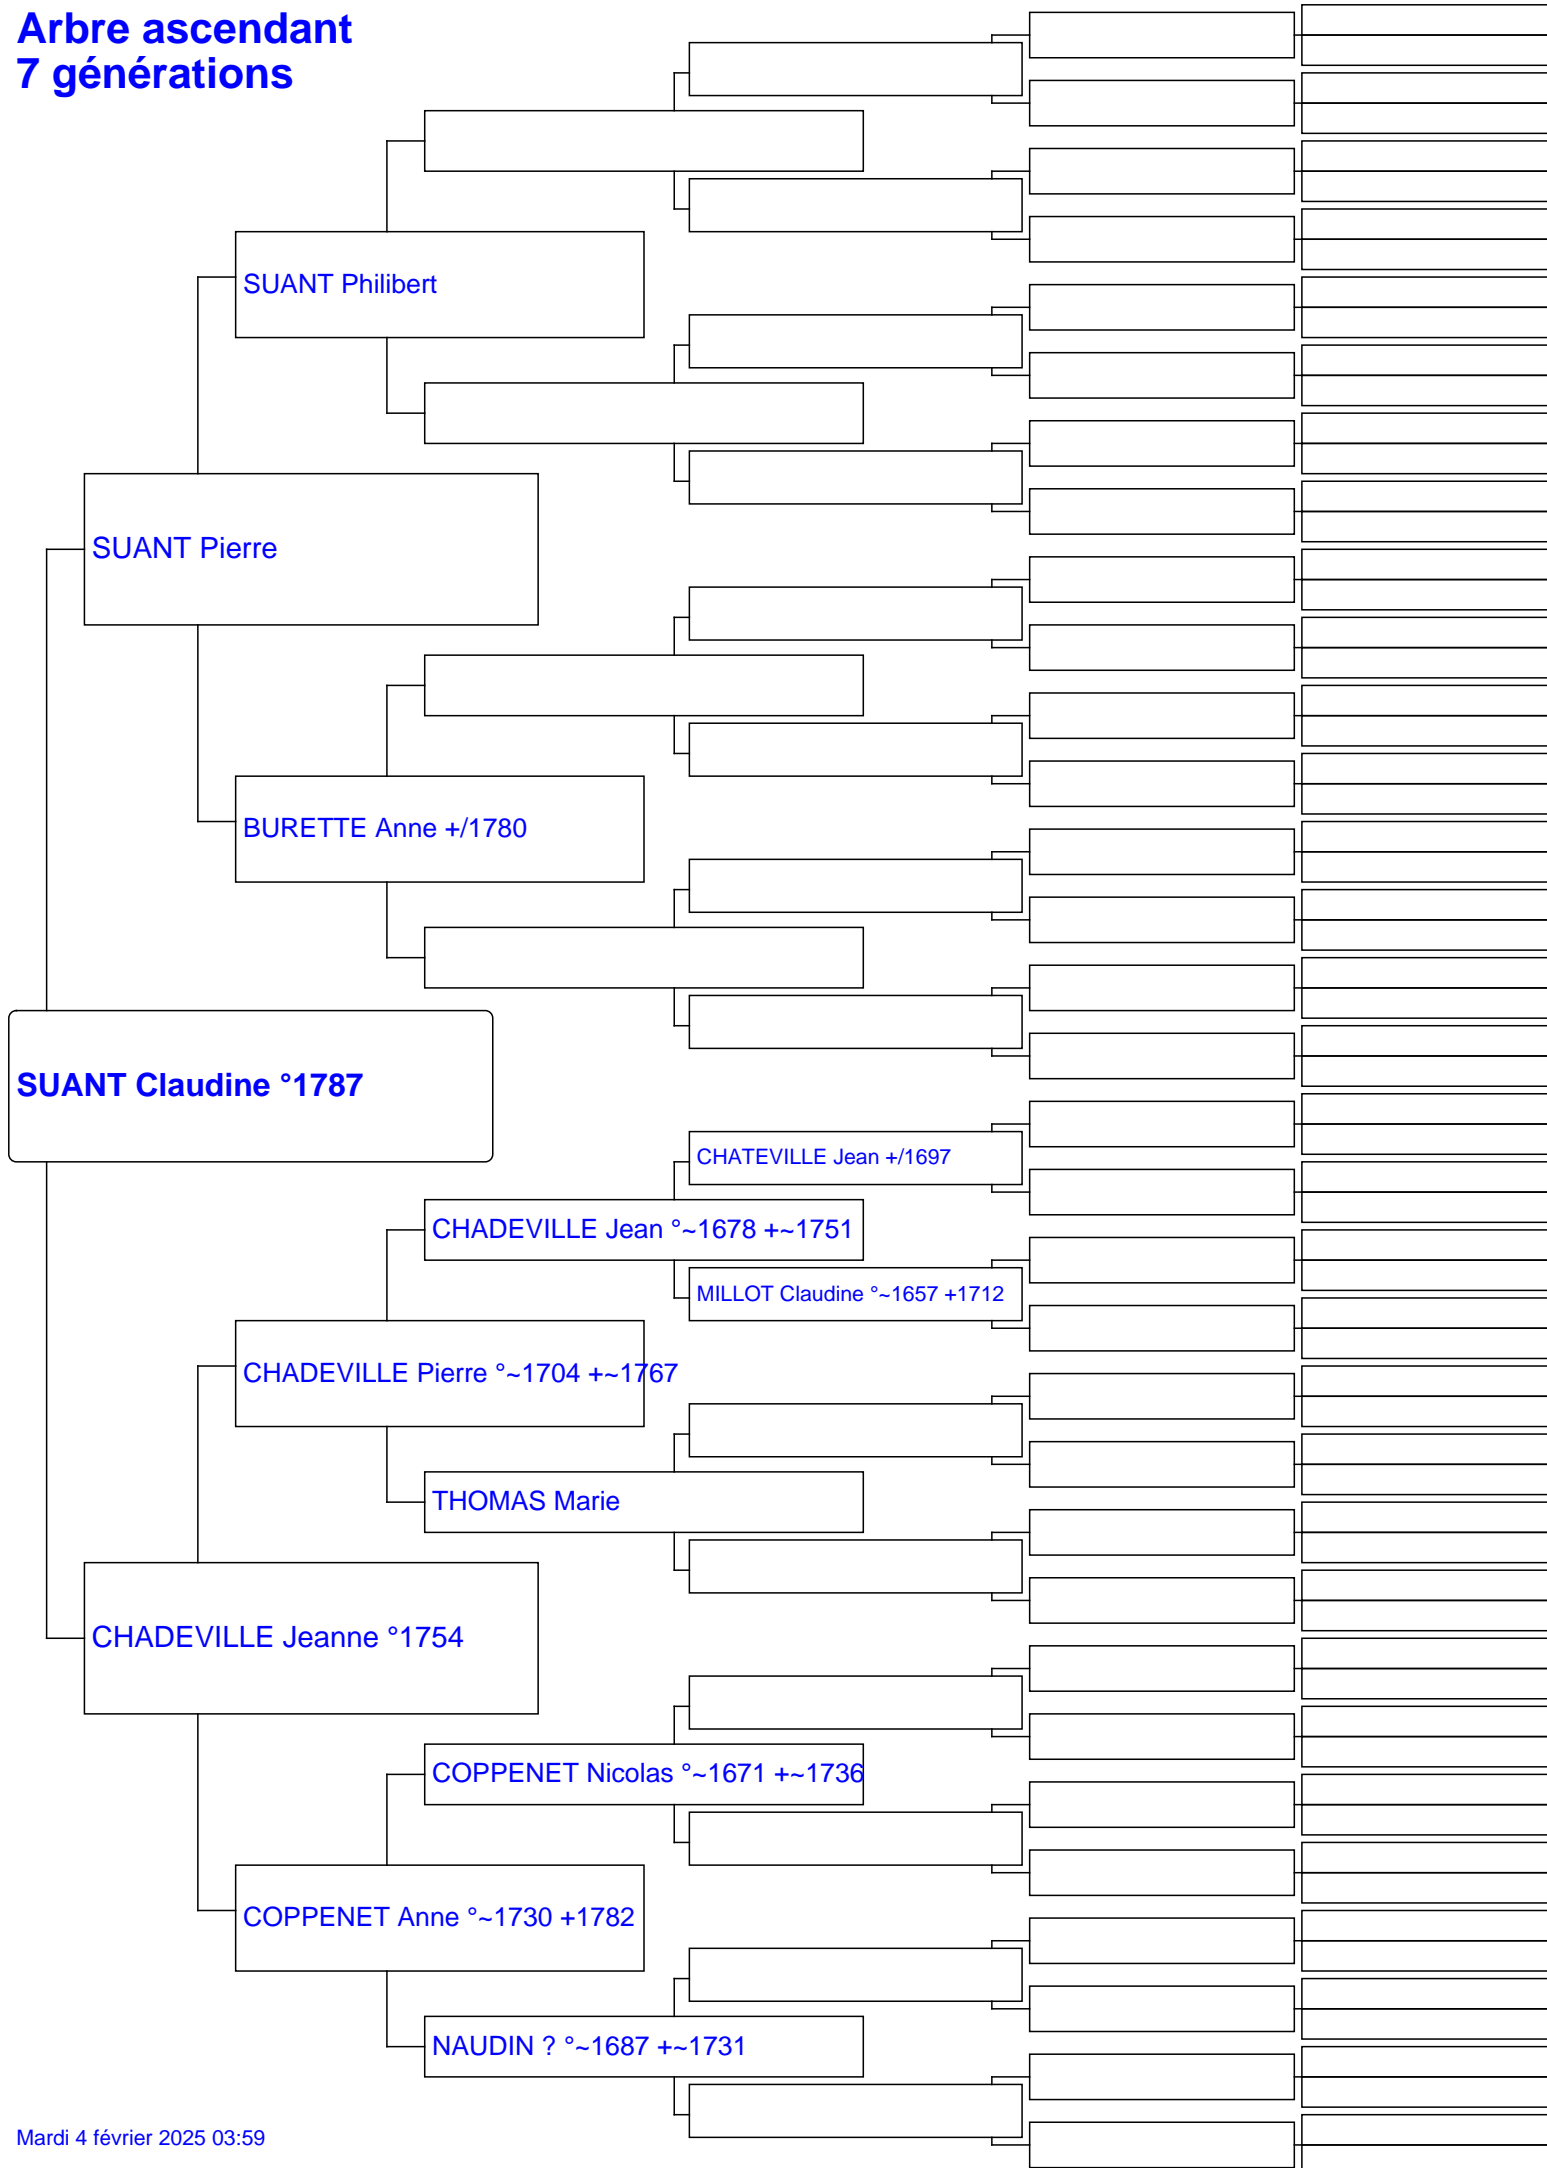 Arbre ascendant
7 générations
SUANT Philibert
SUANT Pierre
BURETTE Anne +/1780
SUANT Claudine °1787
CHATEVILLE Jean +/1697
CHADEVILLE Jean °~1678 +~1751
MILLOT Claudine °~1657 +1712
CHADEVILLE Pierre °~1704 +~1767
THOMAS Marie
CHADEVILLE Jeanne °1754
COPPENET Nicolas °~1671 +~1736
COPPENET Anne °~1730 +1782
NAUDIN ? °~1687 +~1731
Mardi 4 février 2025 03:59